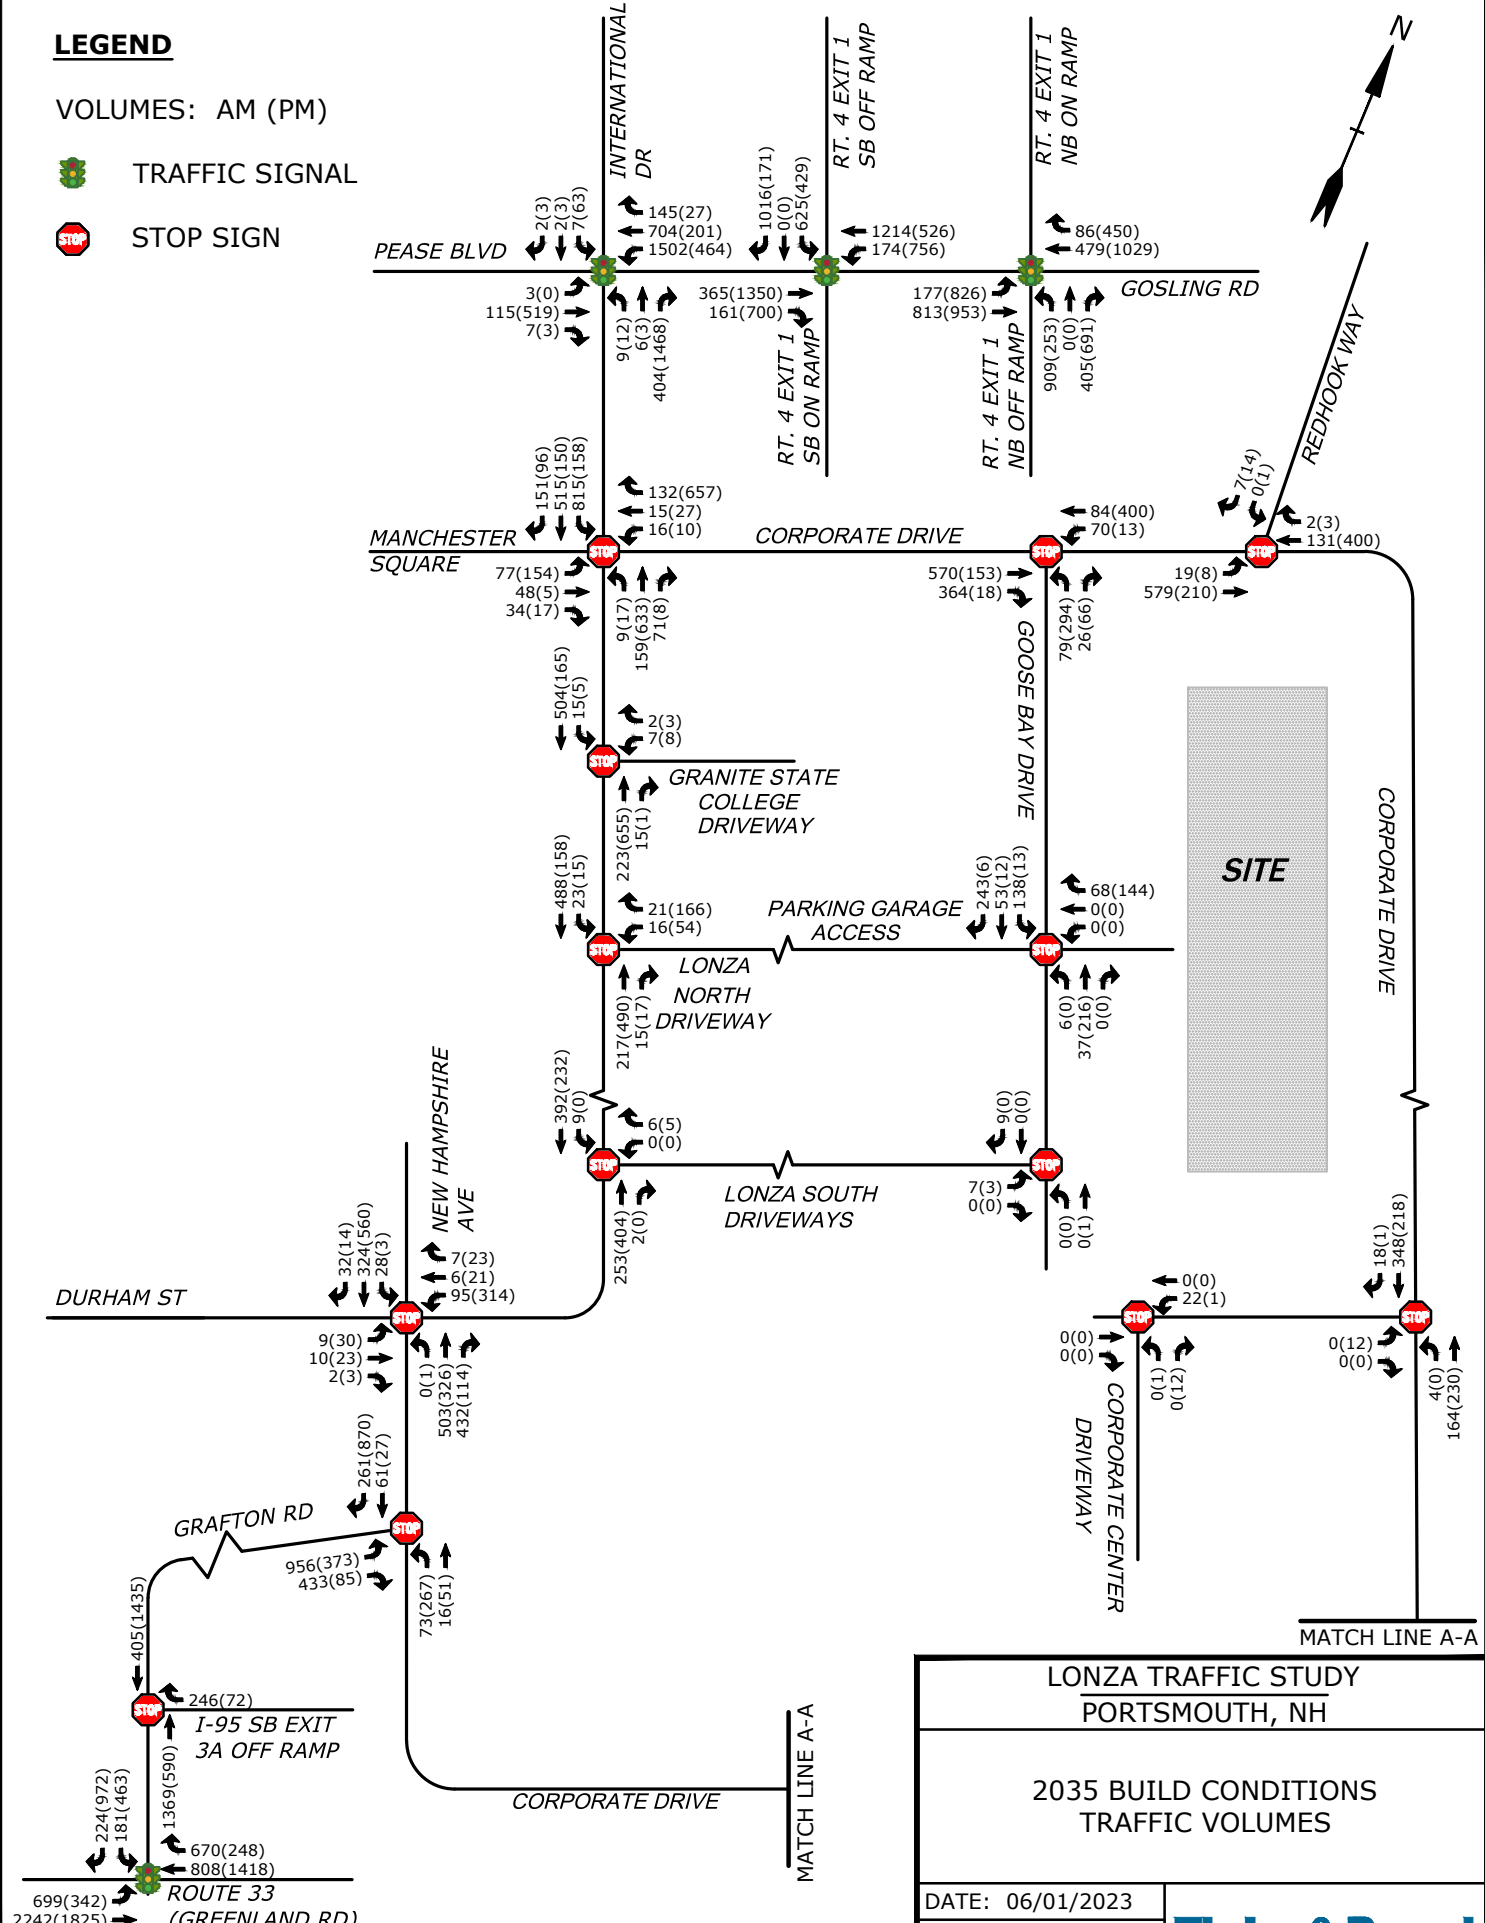 LEGEND
VOLUMES: AM (PM)
TRAFFIC SIGNAL
STOP SIGN
INTERNATIONAL
DR
RT. 4 EXIT 1
SB OFF RAMP
RT. 4 EXIT 1
NB ON RAMP
N
PEASE BLVD
2(3)
2(3)
7(63)
145(27)
704(201)
1502(464)
3(0)
115(519)
7(3)
9(12)
6(3)
404(1468)
1016(171)
0(0)
625(429)
1214(526)
174(756)
365(1350)
161(700)
RT. 4 EXIT 1
SB ON RAMP
86(450)
479(1029)
177(826)
813(953)
909(253)
0(0)
405(691)
RT. 4 EXIT 1
NB OFF RAMP
GOSLING RD
REDHOOK WAY
MANCHESTER
SQUARE
151(96)
515(150)
815(158)
132(657)
15(27)
16(10)
STOP
77(154)
48(5)
34(17)
9(17)
159(633)
71(8)
CORPORATE DRIVE
84(400)
70(13)
STOP
570(153)
364(18)
79(294)
26(66)
7(14)
0(1)
2(3)
131(400)
STOP
19(8)
579(210)
GOOSE BAY DRIVE
504(165)
15(5)
2(3)
7(8)
STOP
223(655)
15(1)
GRANITE STATE
COLLEGE
DRIVEWAY
SITE
CORPORATE DRIVE
488(158)
23(15)
21(166)
16(54)
STOP
217(490)
15(17)
LONZA
NORTH
DRIVEWAY
PARKING GARAGE
ACCESS
243(6)
53(12)
138(13)
68(144)
0(0)
0(0)
STOP
6(0)
37(216)
0(0)
392(232)
9(0)
6(5)
0(0)
STOP
253(404)
2(0)
LONZA SOUTH
DRIVEWAYS
9(0)
0(0)
STOP
7(3)
0(0)
0(0)
0(1)
NEW HAMPSHIRE
AVE
DURHAM ST
32(14)
324(560)
28(3)
7(23)
6(21)
95(314)
STOP
9(30)
10(23)
2(3)
0(1)
503(326)
432(114)
0(0)
22(1)
STOP
0(0)
0(0)
0(1)
0(12)
CORPORATE CENTER
DRIVEWAY
18(1)
348(218)
STOP
0(12)
0(0)
4(0)
164(230)
MATCH LINE A-A
GRAFTON RD
261(870)
61(27)
STOP
956(373)
433(85)
73(267)
16(51)
405(1435)
STOP
246(72)
I-95 SB EXIT
3A OFF RAMP
1369(590)
224(972)
181(463)
670(248)
808(1418)
699(342)
2242(1825)
ROUTE 33
(GREENLAND RD)
CORPORATE DRIVE
MATCH LINE A-A
LONZA TRAFFIC STUDY
PORTSMOUTH, NH
2035 BUILD CONDITIONS
TRAFFIC VOLUMES
DATE: 06/01/2023